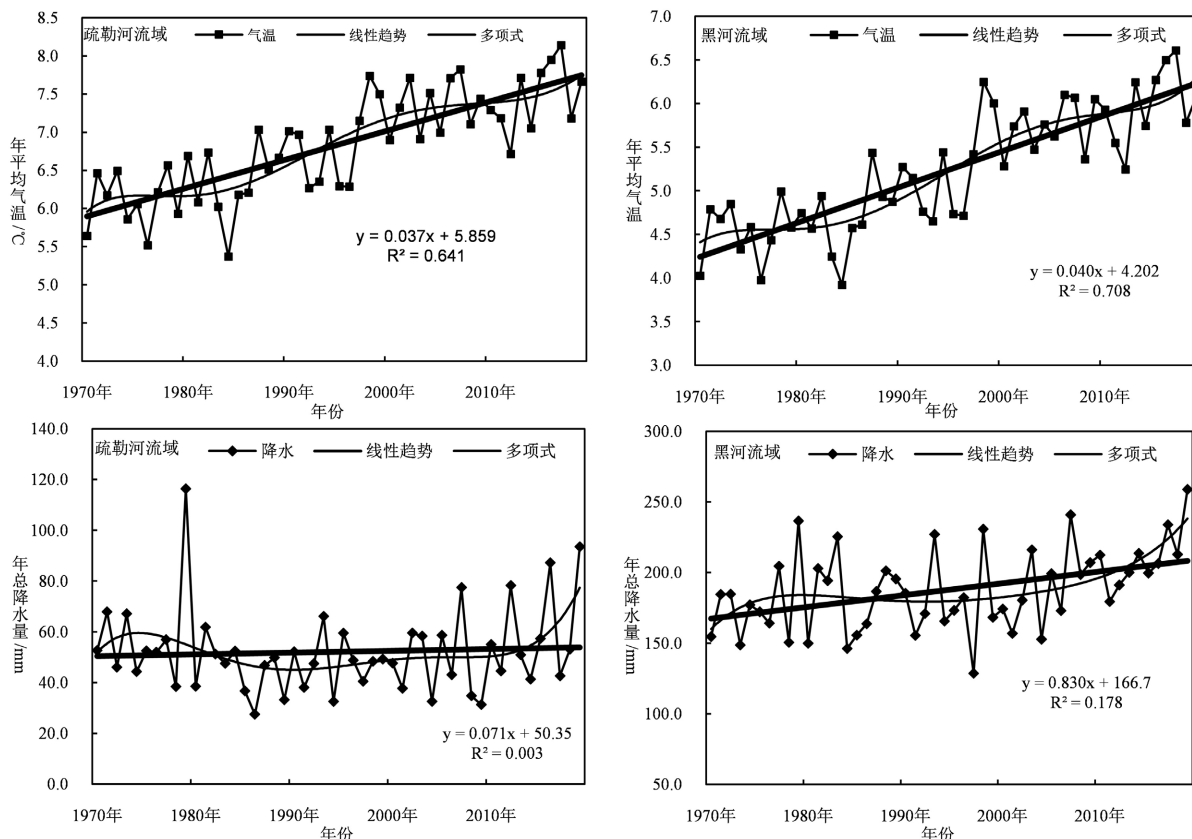 疏勒河流域 气温 线性趋势 多项式
8.5
8.0
7.5
7.0
6.5
6.0
5.5
5.0
4.5
4.0
年平均气温/℃
y = 0.037x + 5.859
R² = 0.641
1970年 1980年 1990年 2000年 2010年
年份
黑河流域 气温 线性趋势 多项式
7.0
6.5
6.0
5.5
5.0
4.5
4.0
3.5
3.0
年平均气温
y = 0.040x + 4.202
R² = 0.708
1970年 1980年 1990年 2000年 2010年
年份
疏勒河流域 降水 线性趋势 多项式
140.0
120.0
100.0
80.0
60.0
40.0
20.0
0.0
年总降水量/mm
y = 0.071x + 50.35
R² = 0.003
1970年 1980年 1990年 2000年 2010年
年份
黑河流域 降水 线性趋势 多项式
300.0
250.0
200.0
150.0
100.0
50.0
年总降水量/mm
y = 0.830x + 166.7
R² = 0.178
1970年 1980年 1990年 2000年 2010年
年份